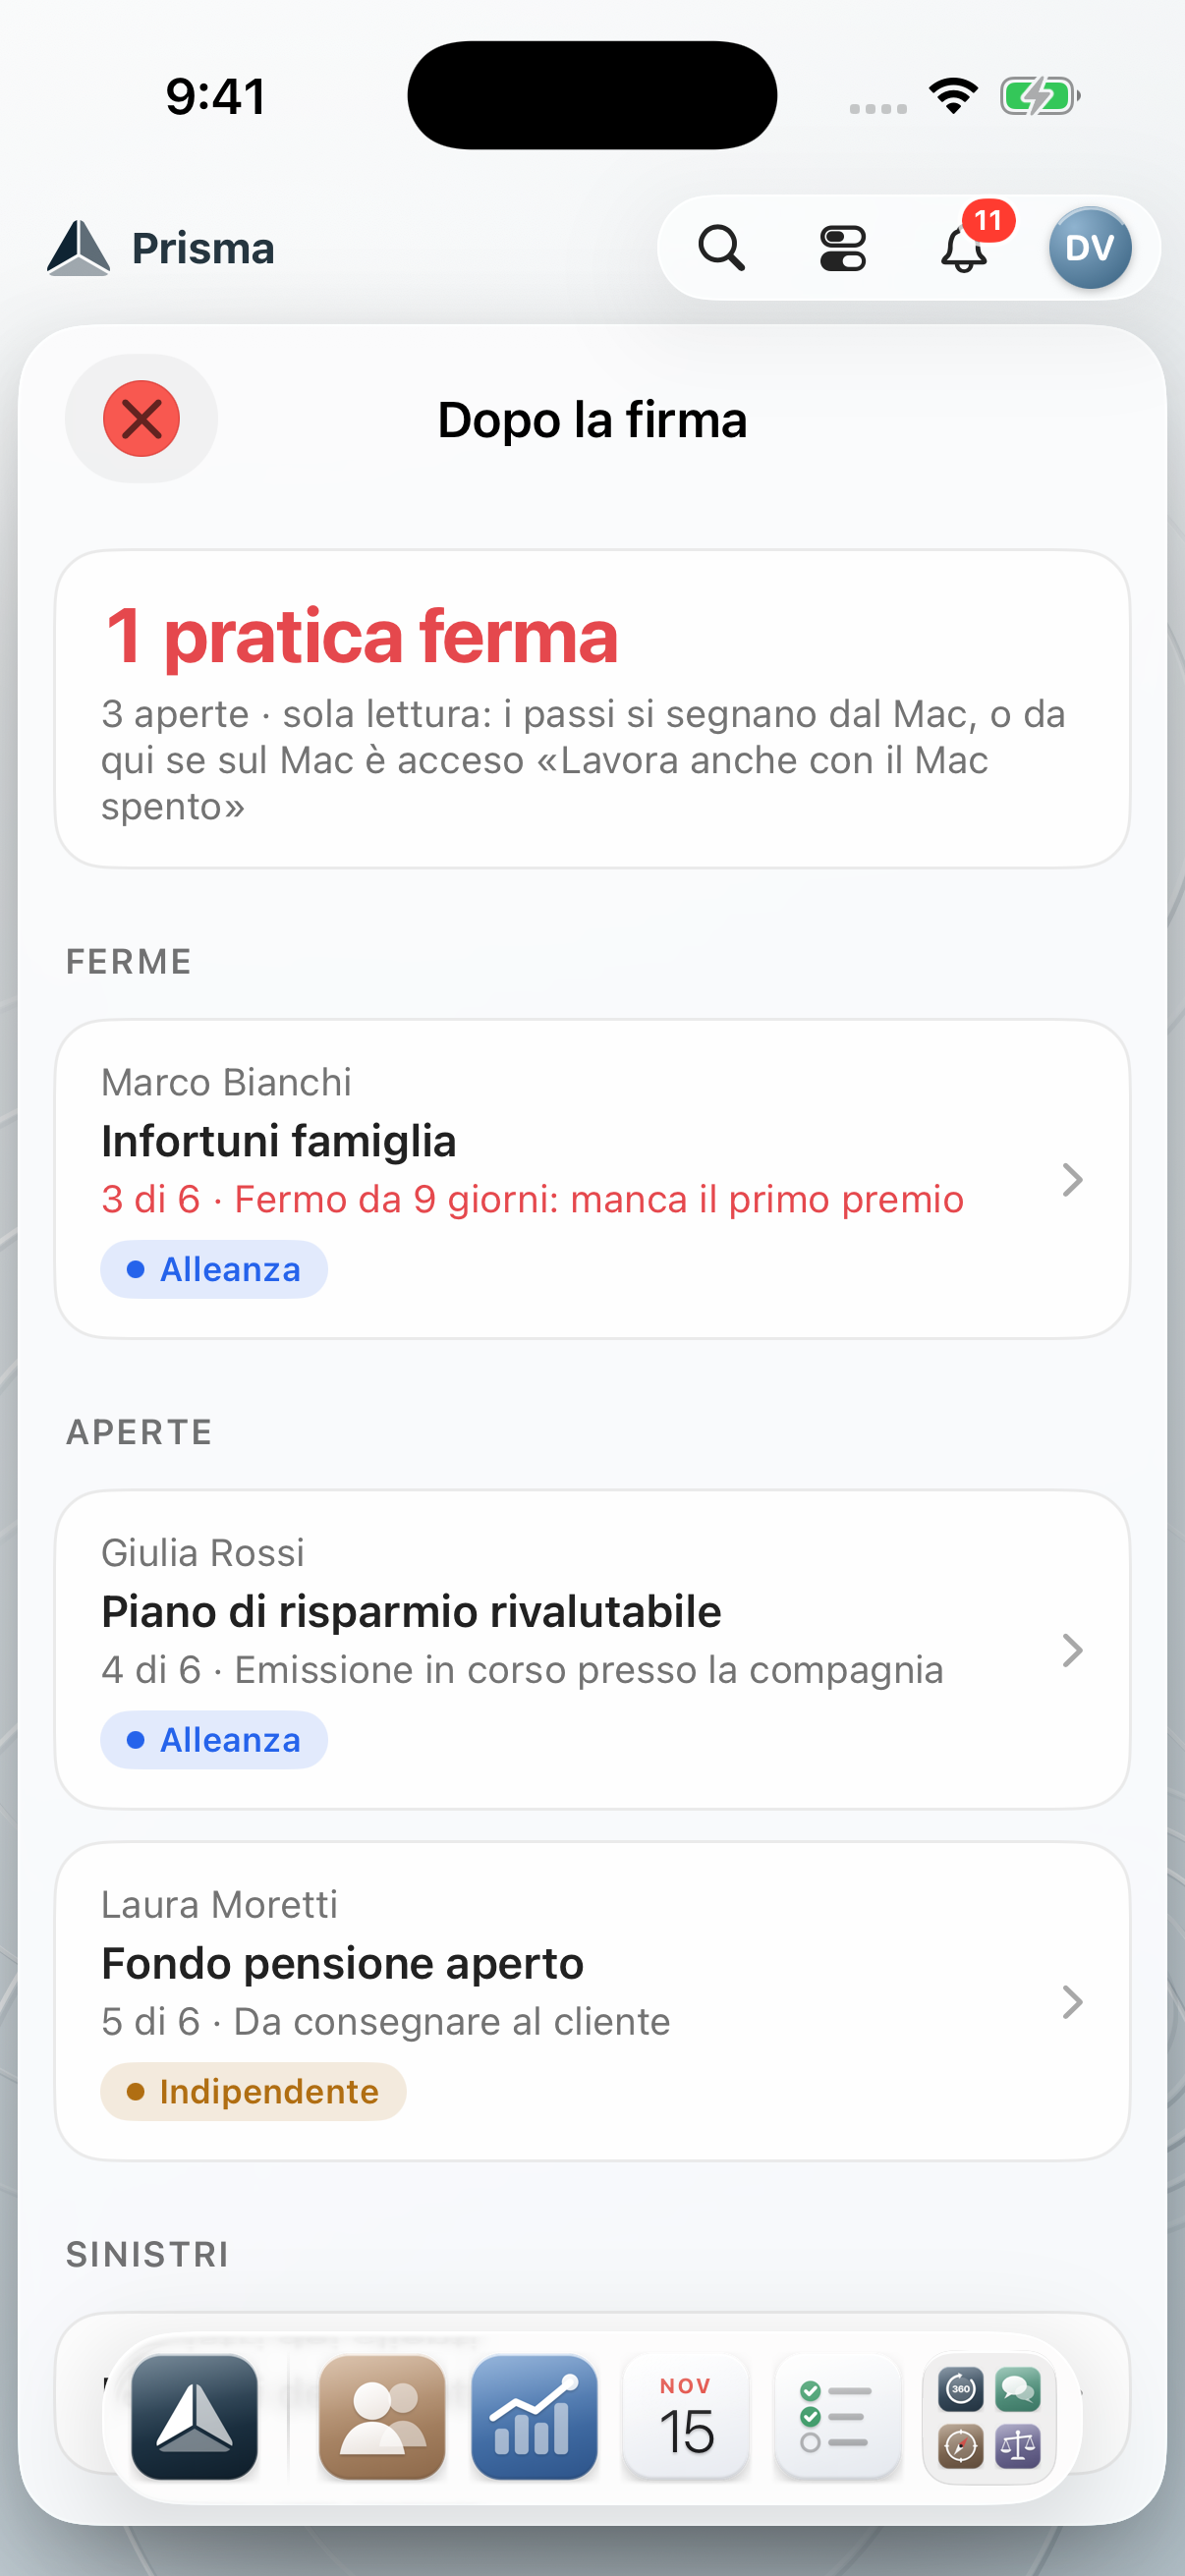 9:41
Prisma
11
DV
Dopo la firma
1 pratica ferma
3 aperte · sola lettura: i passi si segnano dal Mac, o da
qui se sul Mac è acceso «Lavora anche con il Mac
spento»
FERME
Marco Bianchi
Infortuni famiglia
3 di 6 · Fermo da 9 giorni: manca il primo premio
Alleanza
APERTE
Giulia Rossi
Piano di risparmio rivalutabile
4 di 6 · Emissione in corso presso la compagnia
Alleanza
Laura Moretti
Fondo pensione aperto
5 di 6 · Da consegnare al cliente
Indipendente
SINISTRI
NOV
15
360